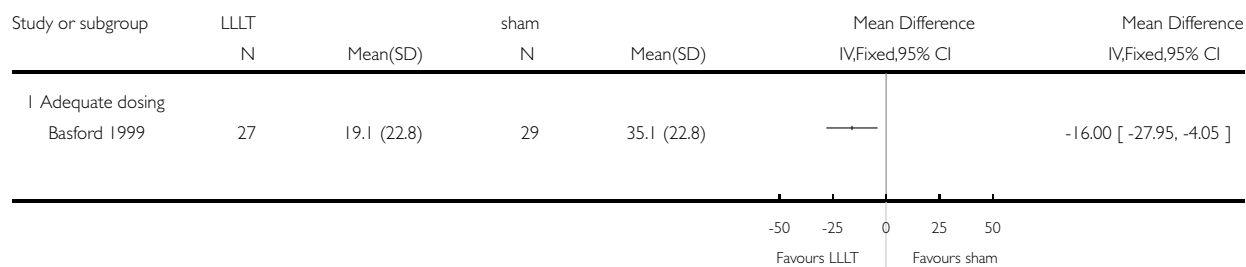 Study or subgroup LLLT sham Mean Difference Mean Difference
N Mean(SD) N Mean(SD) IV,Fixed,95% CI IV,Fixed,95% CI
1 Adequate dosing
Basford 1999 27 19.1 (22.8) 29 35.1 (22.8) -16.00 [ -27.95, -4.05 ]
-50 -25 0 25 50
Favours LLLT Favours sham